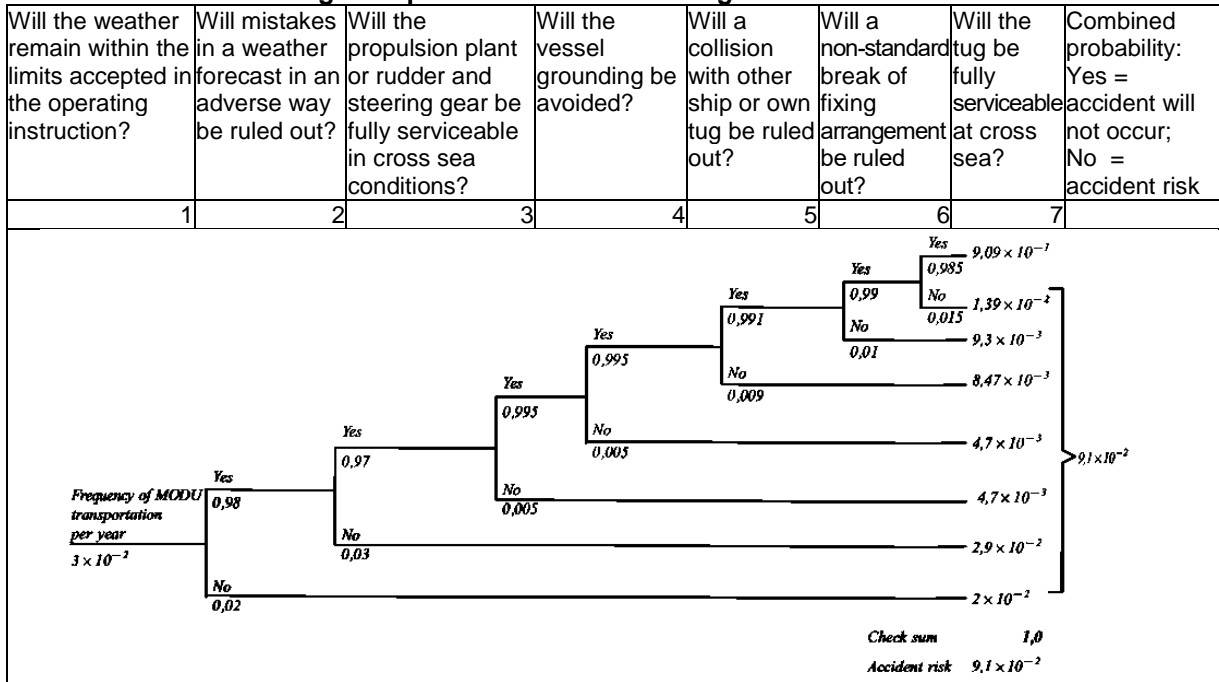 Will the weather
remain within the
limits accepted in
the operating
instruction?
Will mistakes
in a weather
forecast in an
adverse way
be ruled out?
Will the
propulsion plant
or rudder and
steering gear be
fully serviceable
in cross sea
conditions?
Will the
vessel
grounding be
avoided?
Will a
collision
with other
ship or own
tug be ruled
out?
Will a
non-standard
break of
fixing
arrangement
be ruled
out?
Will the
tug be
fully
serviceable
at cross
sea?
Combined
probability:
Yes =
accident will
not occur;
No =
accident risk
1 2 3 4 5 6 7
Yes
9,09 × 10⁻¹
Yes
0,985
Yes
0,99
No
1,39 × 10⁻²
0,991
0,015
Yes
No
9,3 × 10⁻³
0,995
0,01
Yes
No
8,47 × 10⁻³
0,995
0,009
Yes
No
4,7 × 10⁻³
0,97
0,005
9,1×10⁻²
Yes
No
4,7 × 10⁻³
Frequency of MODU
0,98
0,005
transportation
per year
No
2,9 × 10⁻²
3 × 10⁻²
0,03
No
2 × 10⁻²
0,02
Check sum 1,0
Accident risk 9,1 × 10⁻²